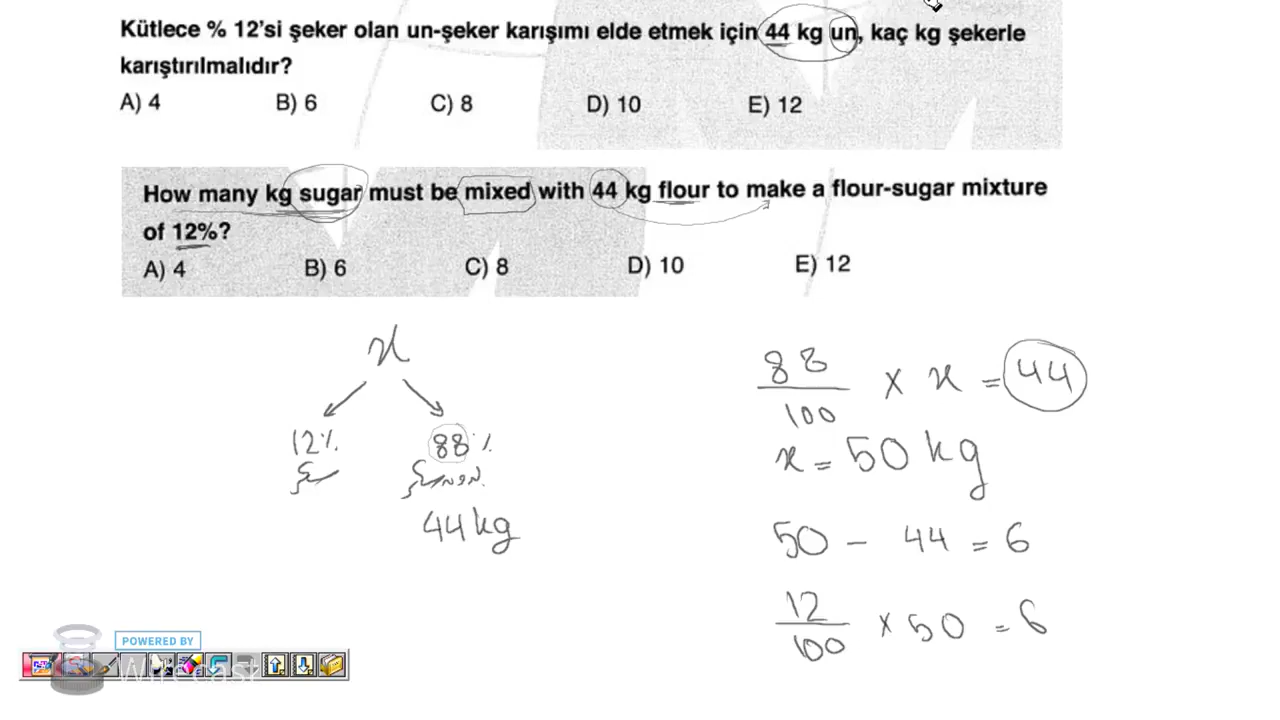 Kütlece % 12'si şeker olan un-şeker karışımı elde etmek için 44 kg un, kaç kg şekerle
karıştırılmalıdır?
A) 4 B) 6 C) 8 D) 10 E) 12
How many kg sugar must be mixed with 44 kg flour to make a flour-sugar mixture
of 12%?
A) 4 B) 6 C) 8 D) 10 E) 12
x
12% 88%
44 kg
88/100 × x = 44
x = 50 kg
50 - 44 = 6
12/100 × 50 = 6
POWERED BY
Wirecast